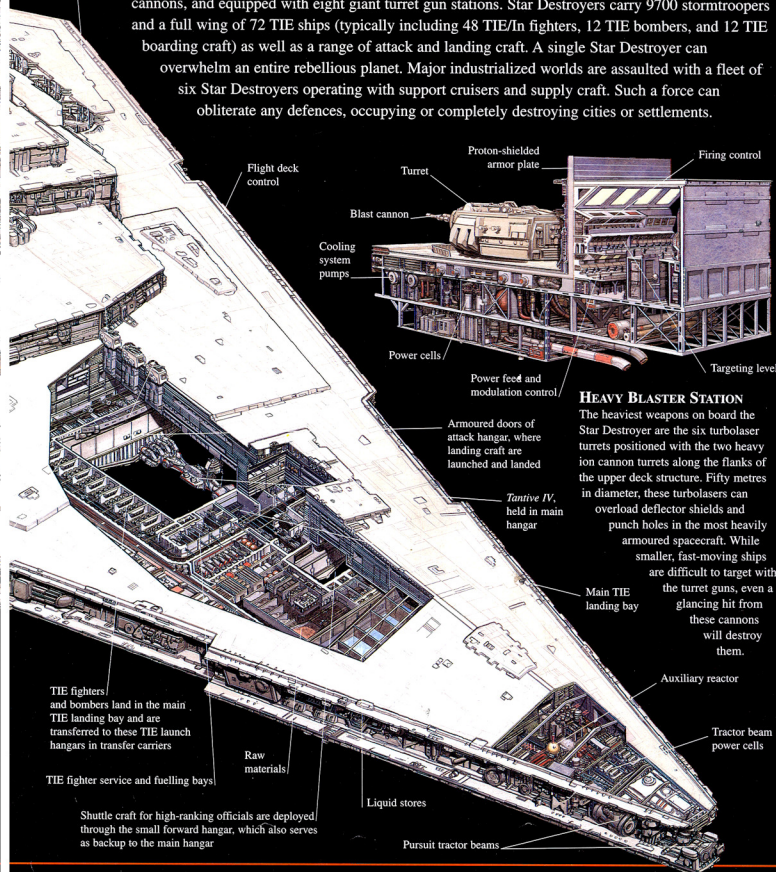 cannons, and equipped with eight giant turret gun stations. Star Destroyers carry 9700 stormtroopers
and a full wing of 72 TIE ships (typically including 48 TIE/In fighters, 12 TIE bombers, and 12 TIE
boarding craft) as well as a range of attack and landing craft. A single Star Destroyer can
overwhelm an entire rebellious planet. Major industrialized worlds are assaulted with a fleet of
six Star Destroyers operating with support cruisers and supply craft. Such a force can
obliterate any defences, occupying or completely destroying cities or settlements.
Flight deck
control
Turret
Proton-shielded
armor plate
Firing control
Blast cannon
Cooling
system
pumps
Power cells
Power feed and
modulation control
Targeting level
HEAVY BLASTER STATION
The heaviest weapons on board the
Star Destroyer are the six turbolaser
turrets positioned with the two heavy
ion cannon turrets along the flanks of
the upper deck structure. Fifty metres
in diameter, these turbolasers can
overload deflector shields and
punch holes in the most heavily
armoured spacecraft. While
smaller, fast-moving ships
are difficult to target with
the turret guns, even a
glancing hit from
these cannons
will destroy
them.
Armoured doors of
attack hangar, where
landing craft are
launched and landed
Tantive IV,
held in main
hangar
Main TIE
landing bay
Auxiliary reactor
Tractor beam
power cells
TIE fighters
and bombers land in the main
TIE landing bay and are
transferred to these TIE launch
hangars in transfer carriers
TIE fighter service and fuelling bays
Raw
materials
Liquid stores
Shuttle craft for high-ranking officials are deployed
through the small forward hangar, which also serves
as backup to the main hangar
Pursuit tractor beams